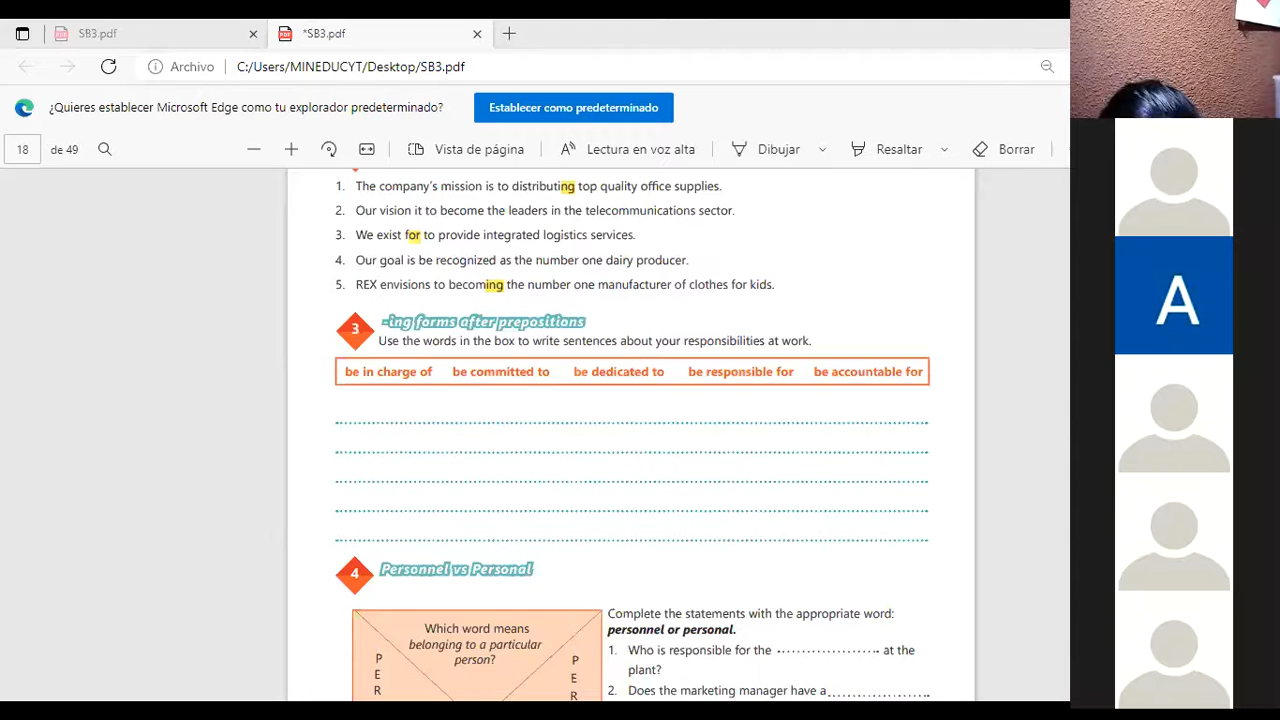 SB3.pdf
*SB3.pdf
Archivo C:/Users/MINEDUCYT/Desktop/SB3.pdf
¿Quieres establecer Microsoft Edge como tu explorador predeterminado? Establecer como predeterminado
18 de 49 Vista de página Lectura en voz alta Dibujar Resaltar Borrar
1. The company's mission is to distributing top quality office supplies.
2. Our vision it to become the leaders in the telecommunications sector.
3. We exist for to provide integrated logistics services.
4. Our goal is be recognized as the number one dairy producer.
5. REX envisions to becoming the number one manufacturer of clothes for kids.
3 -ing forms after prepositions
Use the words in the box to write sentences about your responsibilities at work.
be in charge of be committed to be dedicated to be responsible for be accountable for
4 Personnel vs Personal
Which word means
belonging to a particular
person?
P
E
R
P
E
R
Complete the statements with the appropriate word:
personnel or personal.
1. Who is responsible for the at the
plant?
2. Does the marketing manager have a
A